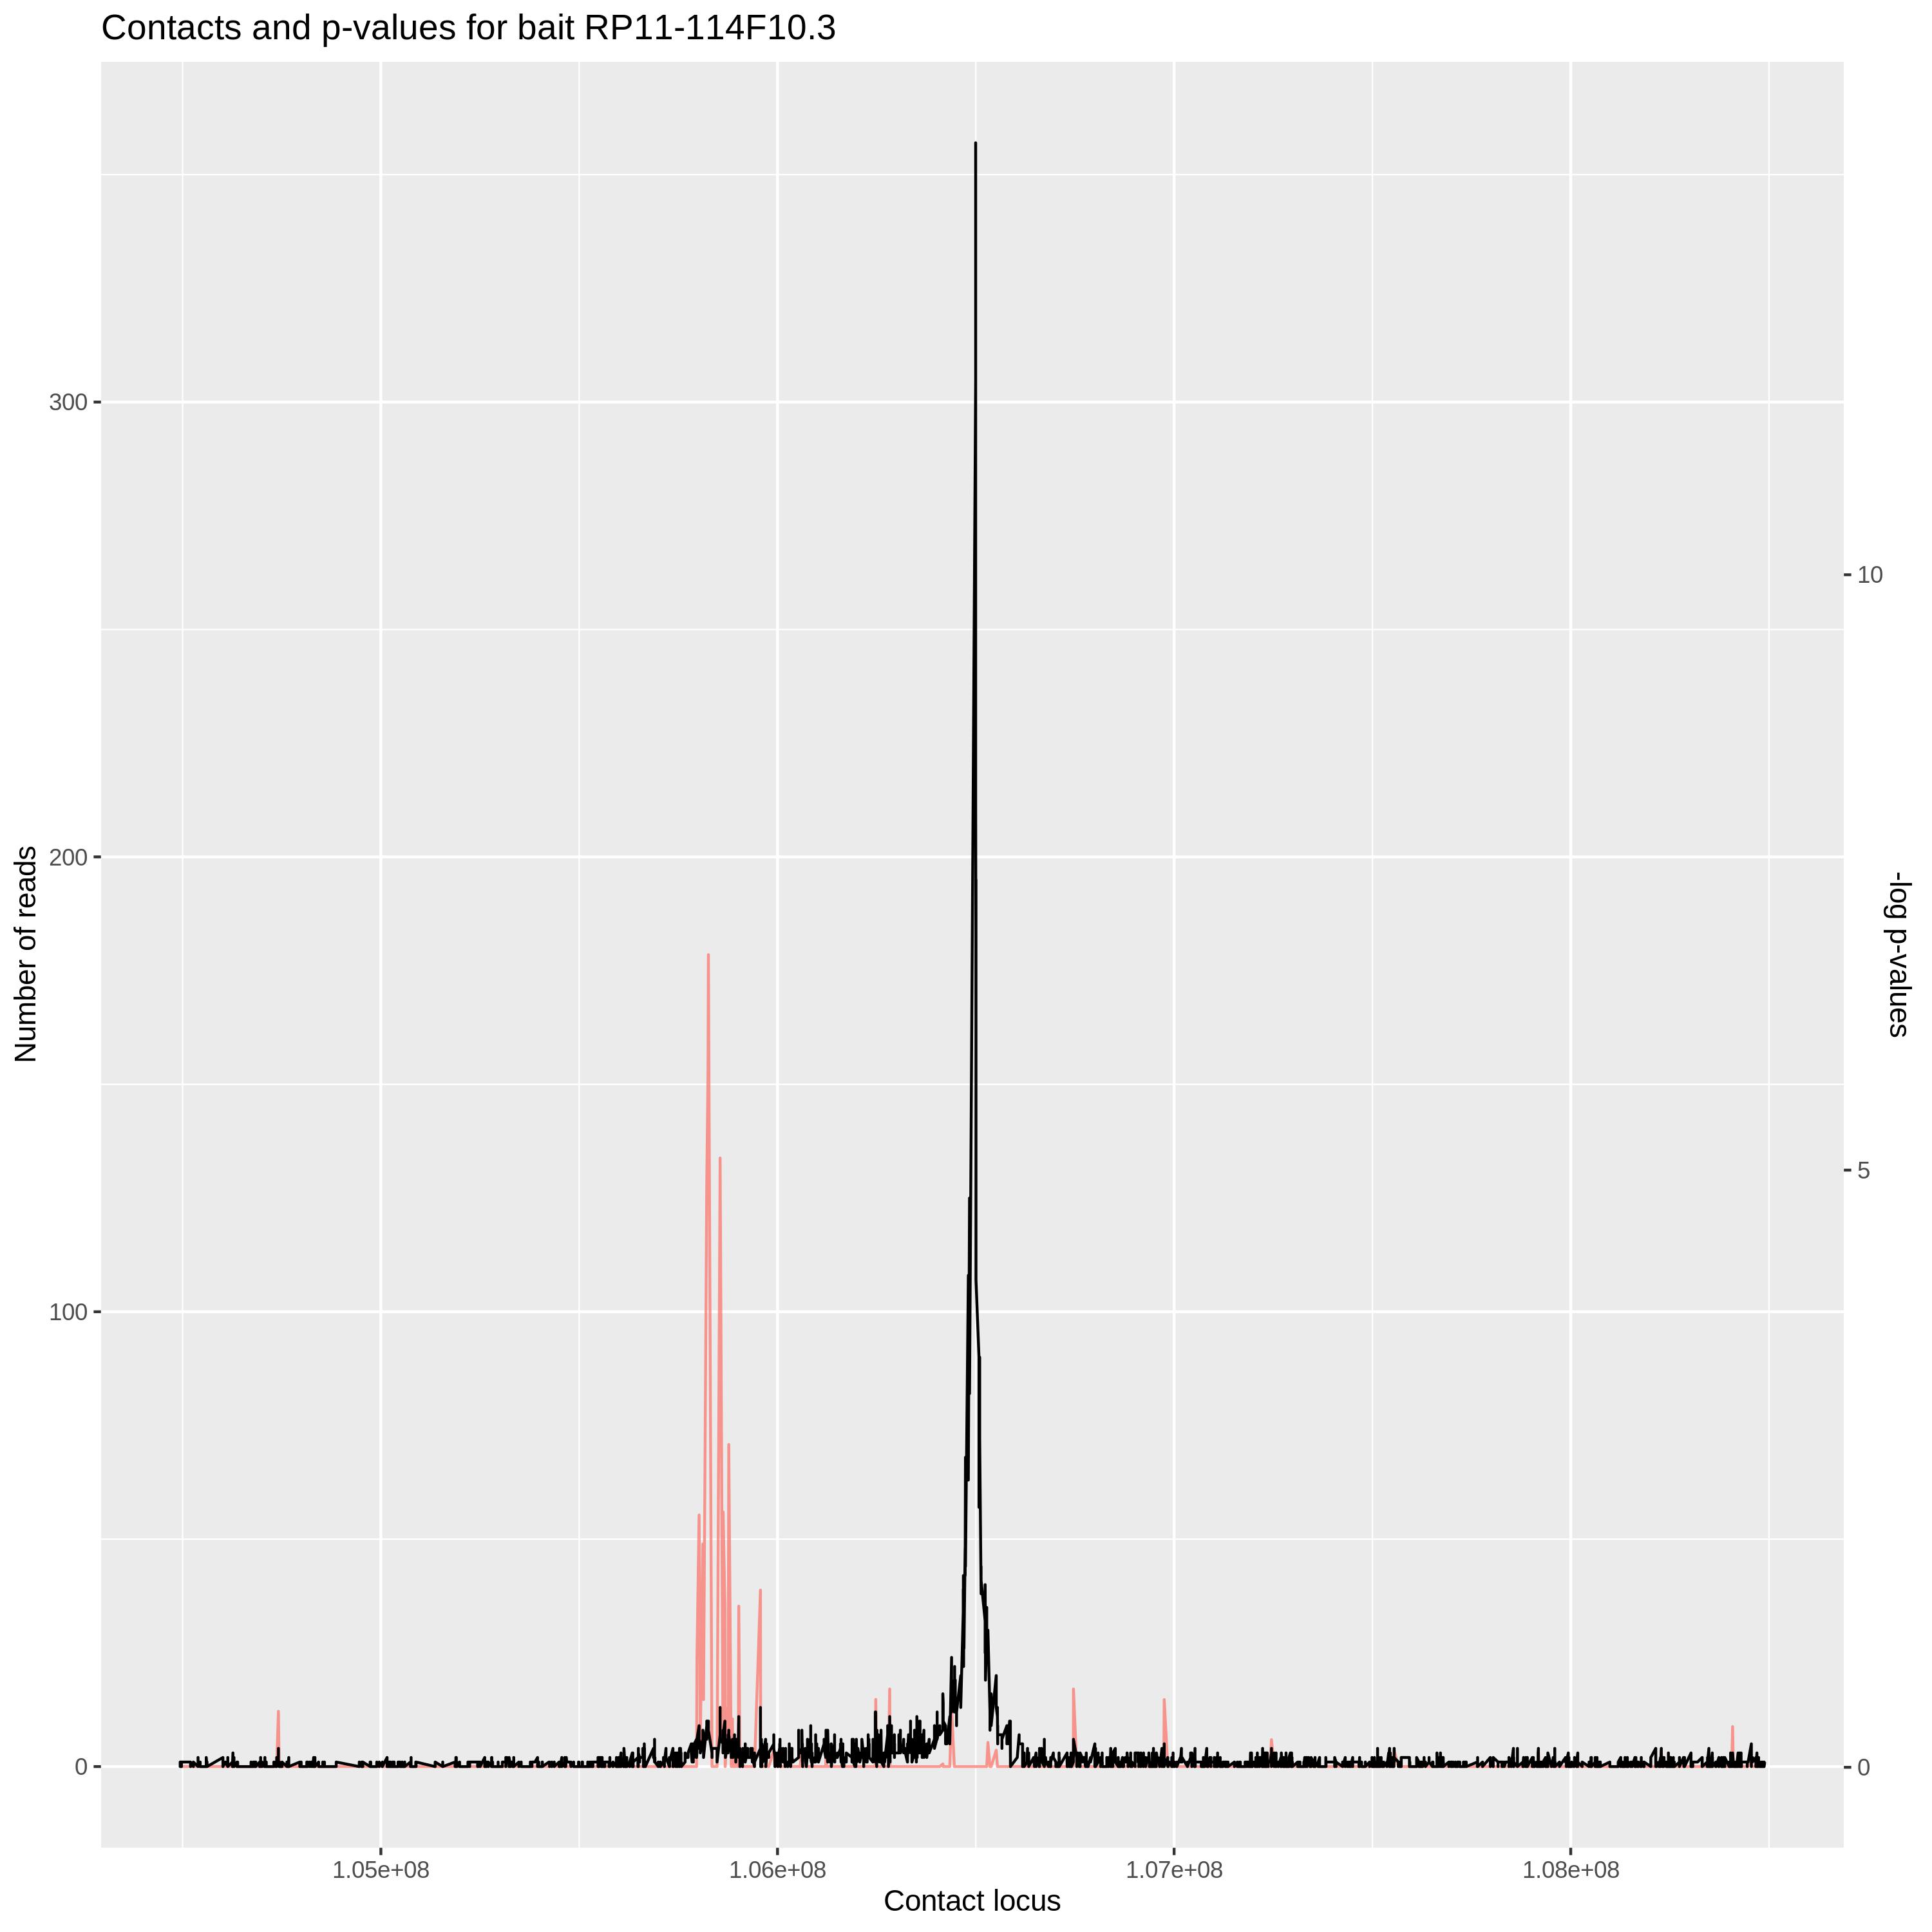 Contacts and p-values for bait RP11-114F10.3
Number of reads
300
200
100
0
10
5
0
-log p-values
1.05e+08
1.06e+08
1.07e+08
1.08e+08
Contact locus